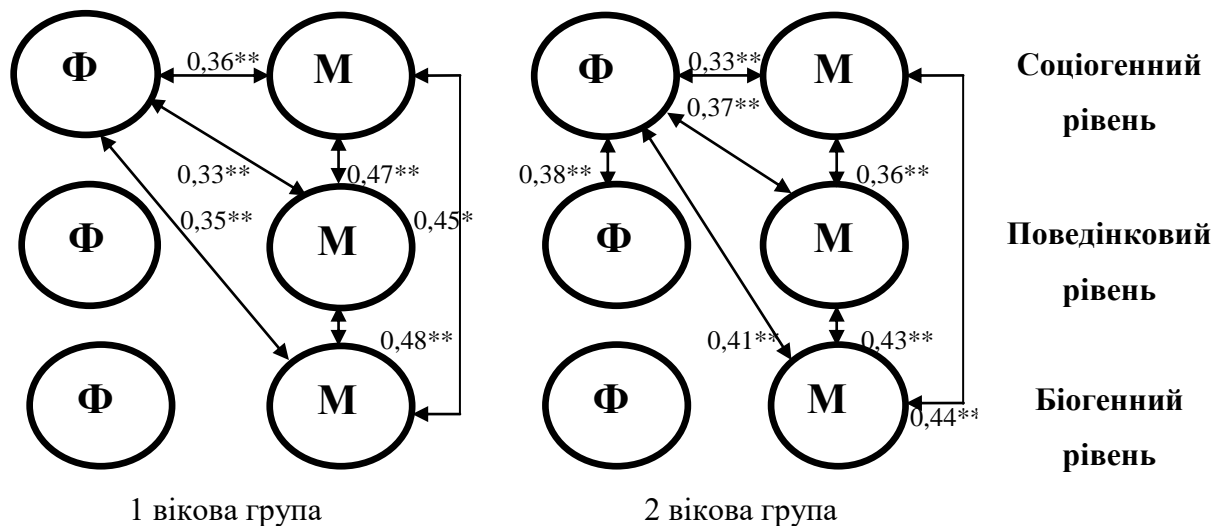 Ф 0,36** М Ф 0,33** М Соціогенний
0,37** рівень
0,33** 0,47** 0,38** 0,36**
0,35** 0,45*
Ф М Ф М Поведінковий
рівень
0,48** 0,41** 0,43**
Ф М Ф М Біогенний
0,44**
рівень
1 вікова група 2 вікова група